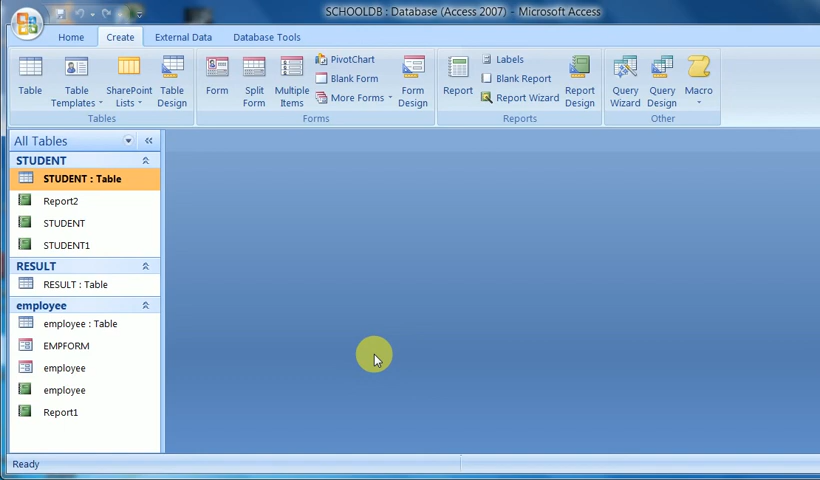 SCHOOLDB : Database (Access 2007) - Microsoft Access
Home Create External Data Database Tools
Table
Table Templates
SharePoint Lists
Table Design
Tables
Form
Split Form
Multiple Items
PivotChart
Blank Form
More Forms
Form Design
Forms
Report
Labels
Blank Report
Report Wizard
Report Design
Reports
Query Wizard
Query Design
Macro
Other
All Tables
STUDENT
STUDENT : Table
Report2
STUDENT
STUDENT1
RESULT
RESULT : Table
employee
employee : Table
EMPFORM
employee
employee
Report1
Ready